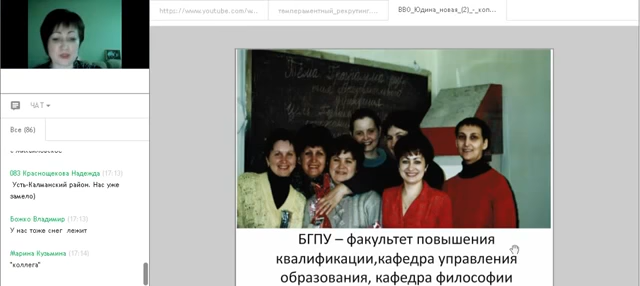 https://www.youtube.com/w...
темпераментный_рекрутинг....
ВВО_Юдина_новая_(2)_-_коп...
ЧАТ
Все (86)
083 Краснощекова Надежда (17:13)
Усть-Калманский район. Нас уже
замело)
Божко Владимир (17:13)
У нас тоже снег лежит
Марина Кузьмина (17:14)
"коллега"
БГПУ – факультет повышения
квалификации,кафедра управления
образования, кафедра философии